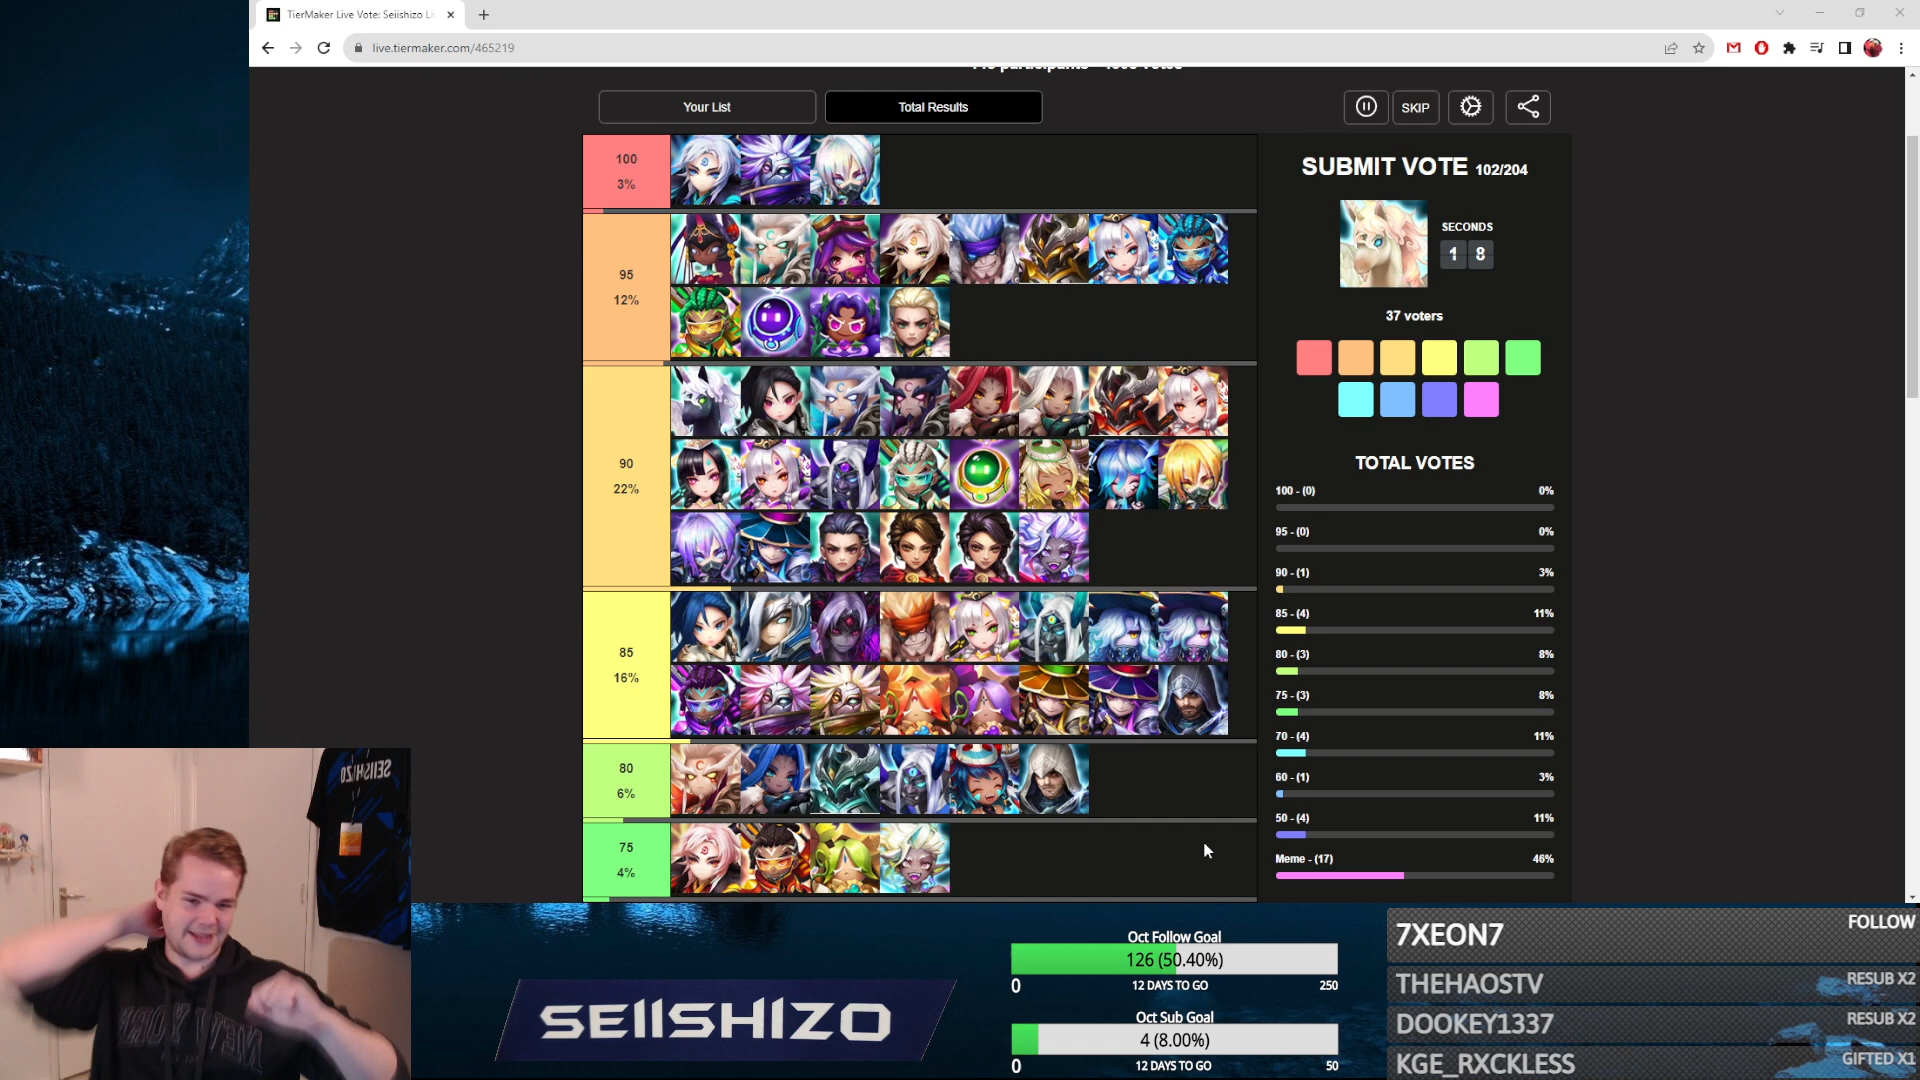 TierMaker Live Vote: Seiishizo Li
live.tiermaker.com/465219
Your List
Total Results
SKIP
100
3%
95
12%
90
22%
85
16%
80
6%
75
4%
SUBMIT VOTE 102/204
SECONDS
1 8
37 voters
TOTAL VOTES
100 - (0) 0%
95 - (0) 0%
90 - (1) 3%
85 - (4) 11%
80 - (3) 8%
75 - (3) 8%
70 - (4) 11%
60 - (1) 3%
50 - (4) 11%
Meme - (17) 46%
SEIISHIZO
SEIISHIZO
Oct Follow Goal
126 (50.40%)
0 12 DAYS TO GO 250
Oct Sub Goal
4 (8.00%)
0 12 DAYS TO GO 50
7XEON7 FOLLOW
THEHAOSTV RESUB X2
DOOKEY1337 RESUB X2
KGE_RXCKLESS GIFTED X1